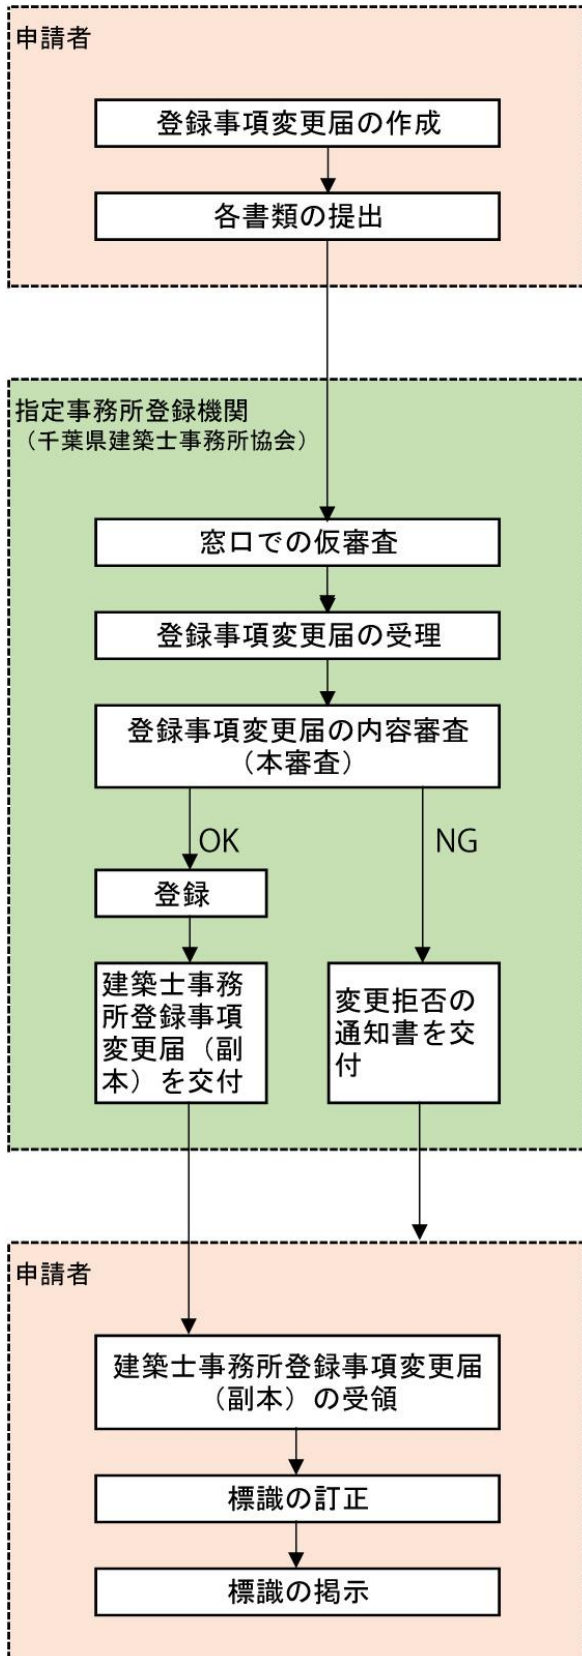 申請者
登録事項変更届の作成
各書類の提出
指定事務所登録機関
（千葉県建築士事務所協会）
窓口での仮審査
登録事項変更届の受理
登録事項変更届の内容審査
（本審査）
OK
NG
登録
建築士事務
所登録事項
変更届（副
本）を交付
変更拒否の
通知書を交
付
申請者
建築士事務所登録事項変更届
（副本）の受領
標識の訂正
標識の掲示